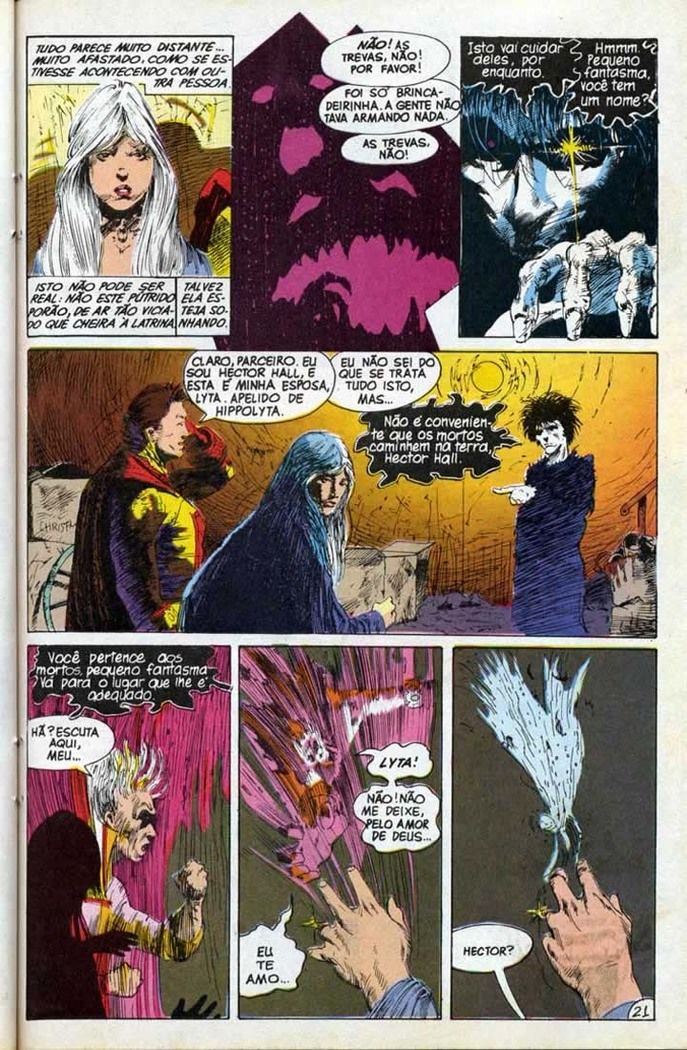 TUDO PARECE MUITO DISTANTE...
MUITO AFASTADO, COMO SE ES-
TIVESSE ACONTECENDO COM OU-
TRA PESSOA.
ISTO NÃO PODE SER
REAL: NÃO ESTE PÚTRIDO
PORÃO, DE AR TÃO VICIA-
DO QUE CHEIRA À LATRINA.
TALVEZ
ELA ES-
TEJA SO-
NHANDO.
NÃO! AS
TREVAS, NÃO!
POR FAVOR!
FOI SÓ BRINCA-
DEIRINHA. A GENTE NÃO
TAVA ARMANDO NADA.
AS TREVAS,
NÃO!
Isto vai cuidar
deles, por
enquanto.
Hmmm.
Pequeno
fantasma,
você tem
um nome?
CLARO, PARCEIRO. EU
SOU HECTOR HALL, E
ESTA É MINHA ESPOSA,
LYTA. APELIDO DE
HIPPOLYTA.
EU NÃO SEI DO
QUE SE TRATA
TUDO ISTO,
MAS...
Não é convenien-
te que os mortos
caminhem na terra,
Hector Hall.
CHRISTM
Você pertence aos
mortos, pequeno fantasma.
Vá para o lugar que lhe é
adequado.
HÃ? ESCUTA
AQUI,
MEU...
LYTA!
NÃO! NÃO
ME DEIXE,
PELO AMOR
DE DEUS...
EU
TE
AMO...
HECTOR?
21